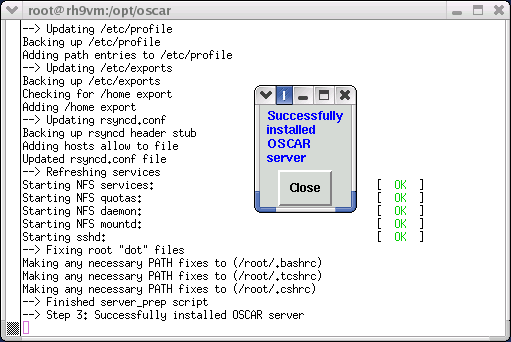 root@rh9vm:/opt/oscar
--> Updating /etc/profile
Backing up /etc/profile
Adding path entries to /etc/profile
--> Updating /etc/exports
Backing up /etc/exports
Checking for /home export
Adding /home export
--> Updating rsyncd.conf
Backing up rsyncd header stub
Adding hosts allow to file
Updated rsyncd.conf file
--> Refreshing services
Starting NFS services: [ OK ]
Starting NFS quotas: [ OK ]
Starting NFS daemon: [ OK ]
Starting NFS mountd: [ OK ]
Starting sshd: [ OK ]
--> Fixing root "dot" files
Making any necessary PATH fixes to (/root/.bashrc)
Making any necessary PATH fixes to (/root/.tcshrc)
Making any necessary PATH fixes to (/root/.cshrc)
--> Finished server_prep script
--> Step 3: Successfully installed OSCAR server
I
Successfully
installed
OSCAR
server
Close